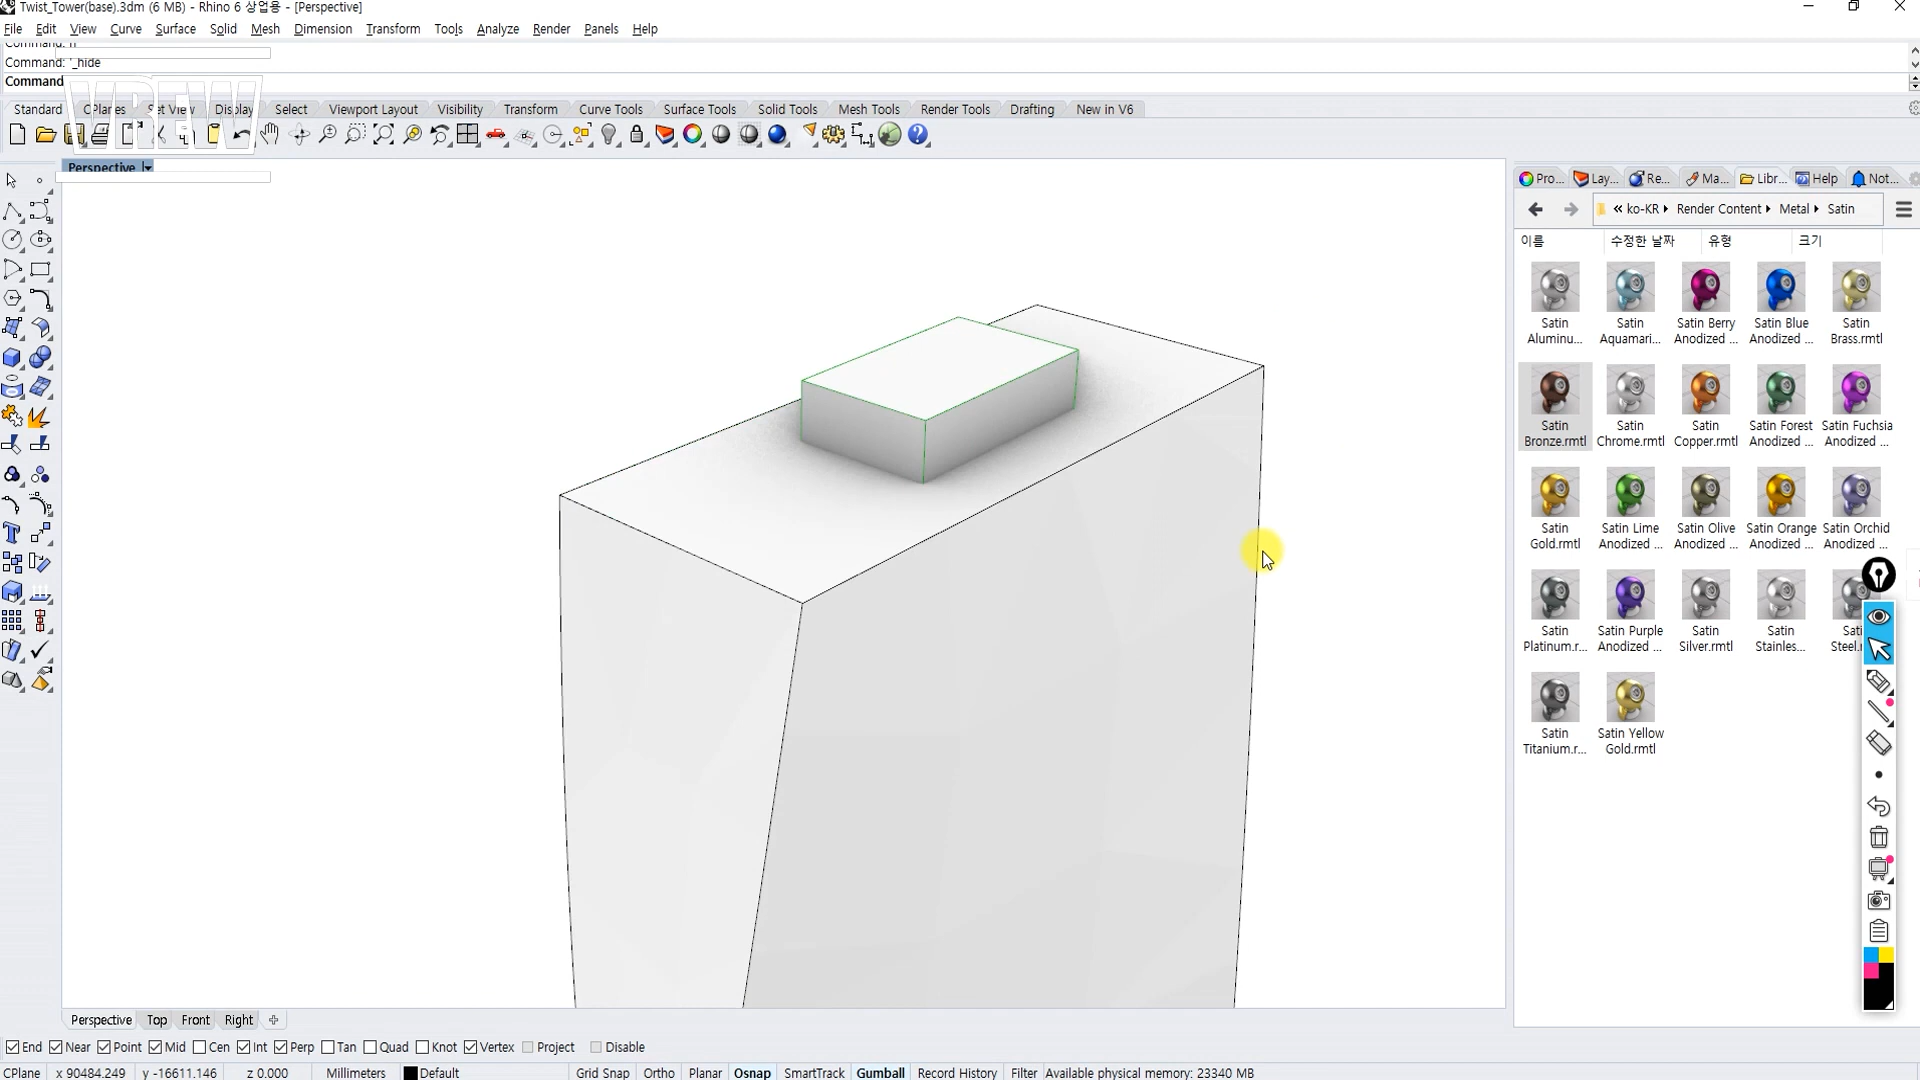 Twist_Tower(base).3dm (6 MB) - Rhino 6 상업용 - [Perspective]
File Edit View Curve Surface Solid Mesh Dimension Transform Tools Analyze Render Panels Help
Command: '_hide
Command
Standard CPlanes Set View Display Select Viewport Layout Visibility Transform Curve Tools Surface Tools Solid Tools Mesh Tools Render Tools Drafting New in V6
VREW
Perspective
Pro... Lay... Re... Ma... Libr... Help Not...
« ko-KR Render Content Metal Satin
이름 수정한 날짜 유형 크기
Satin Satin Satin Berry Satin Blue Satin
Aluminu... Aquamari... Anodized ... Anodized ... Brass.rmtl
Satin Satin Satin Satin Forest Satin Fuchsia
Bronze.rmtl Chrome.rmtl Copper.rmtl Anodized ... Anodized ...
Satin Satin Lime Satin Olive Satin Orange Satin Orchid
Gold.rmtl Anodized ... Anodized ... Anodized ... Anodized ...
Satin Satin Purple Satin Satin
Platinum.r... Anodized ... Silver.rmtl Stainles...
Satin Satin Yellow
Titanium.r... Gold.rmtl
Perspective Top Front Right
End Near Point Mid Cen Int Perp Tan Quad Knot Vertex Project Disable
CPlane x 90484.249 y -16611.146 z 0.000 Millimeters Default Grid Snap Ortho Planar Osnap SmartTrack Gumball Record History Filter Available physical memory: 23340 MB